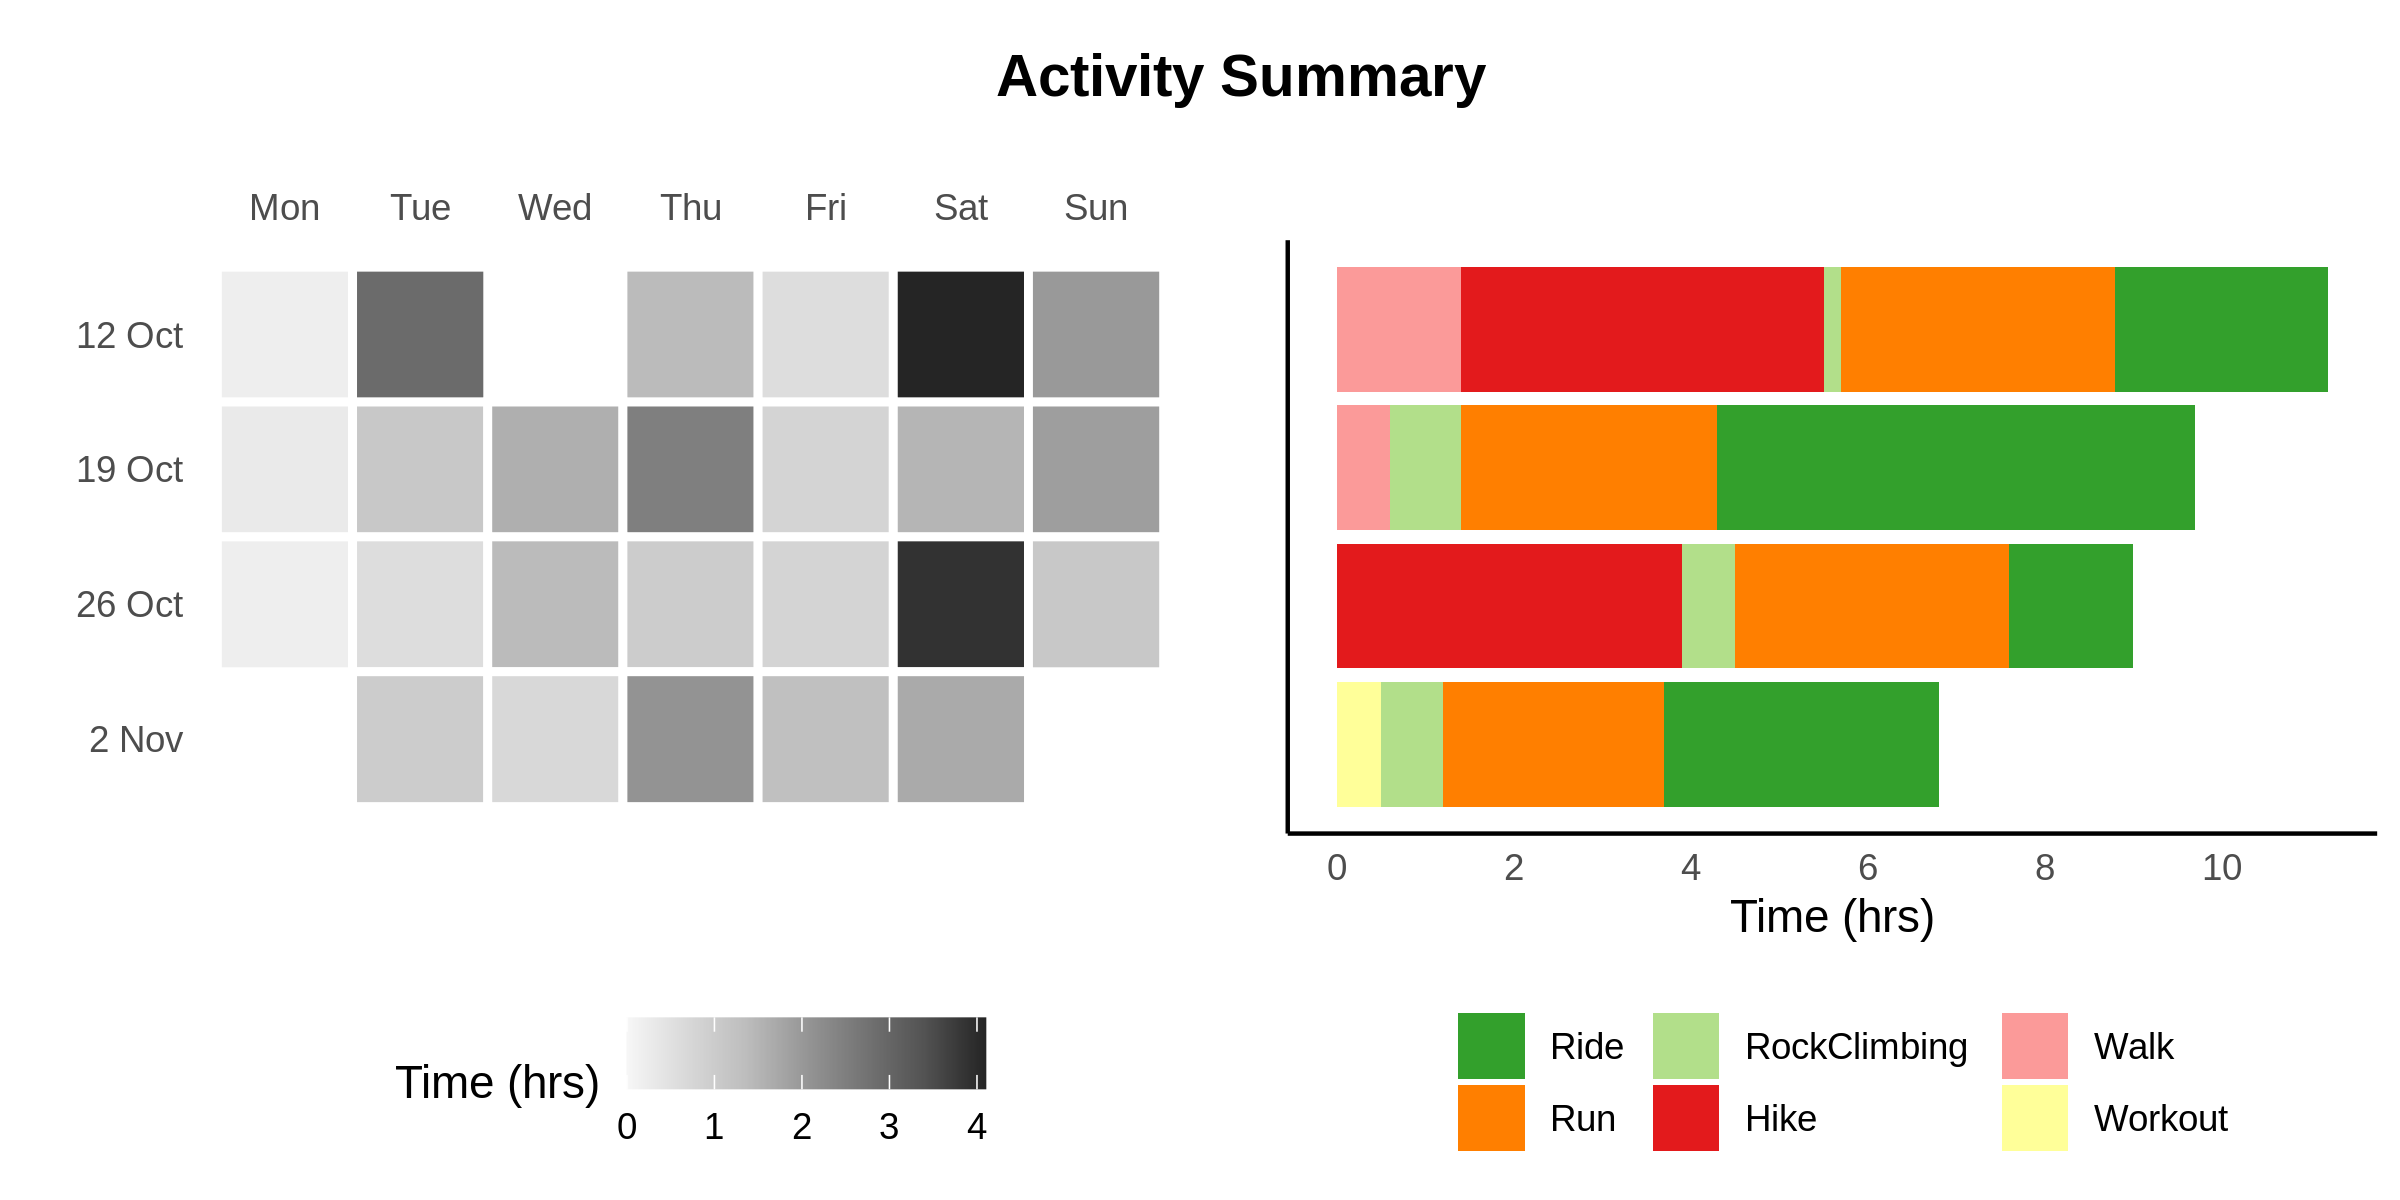 Activity Summary
Mon Tue Wed Thu Fri Sat Sun
12 Oct
19 Oct
26 Oct
2 Nov
0 2 4 6 8 10
Time (hrs)
Time (hrs)
0 1 2 3 4
Ride RockClimbing Walk
Run Hike Workout